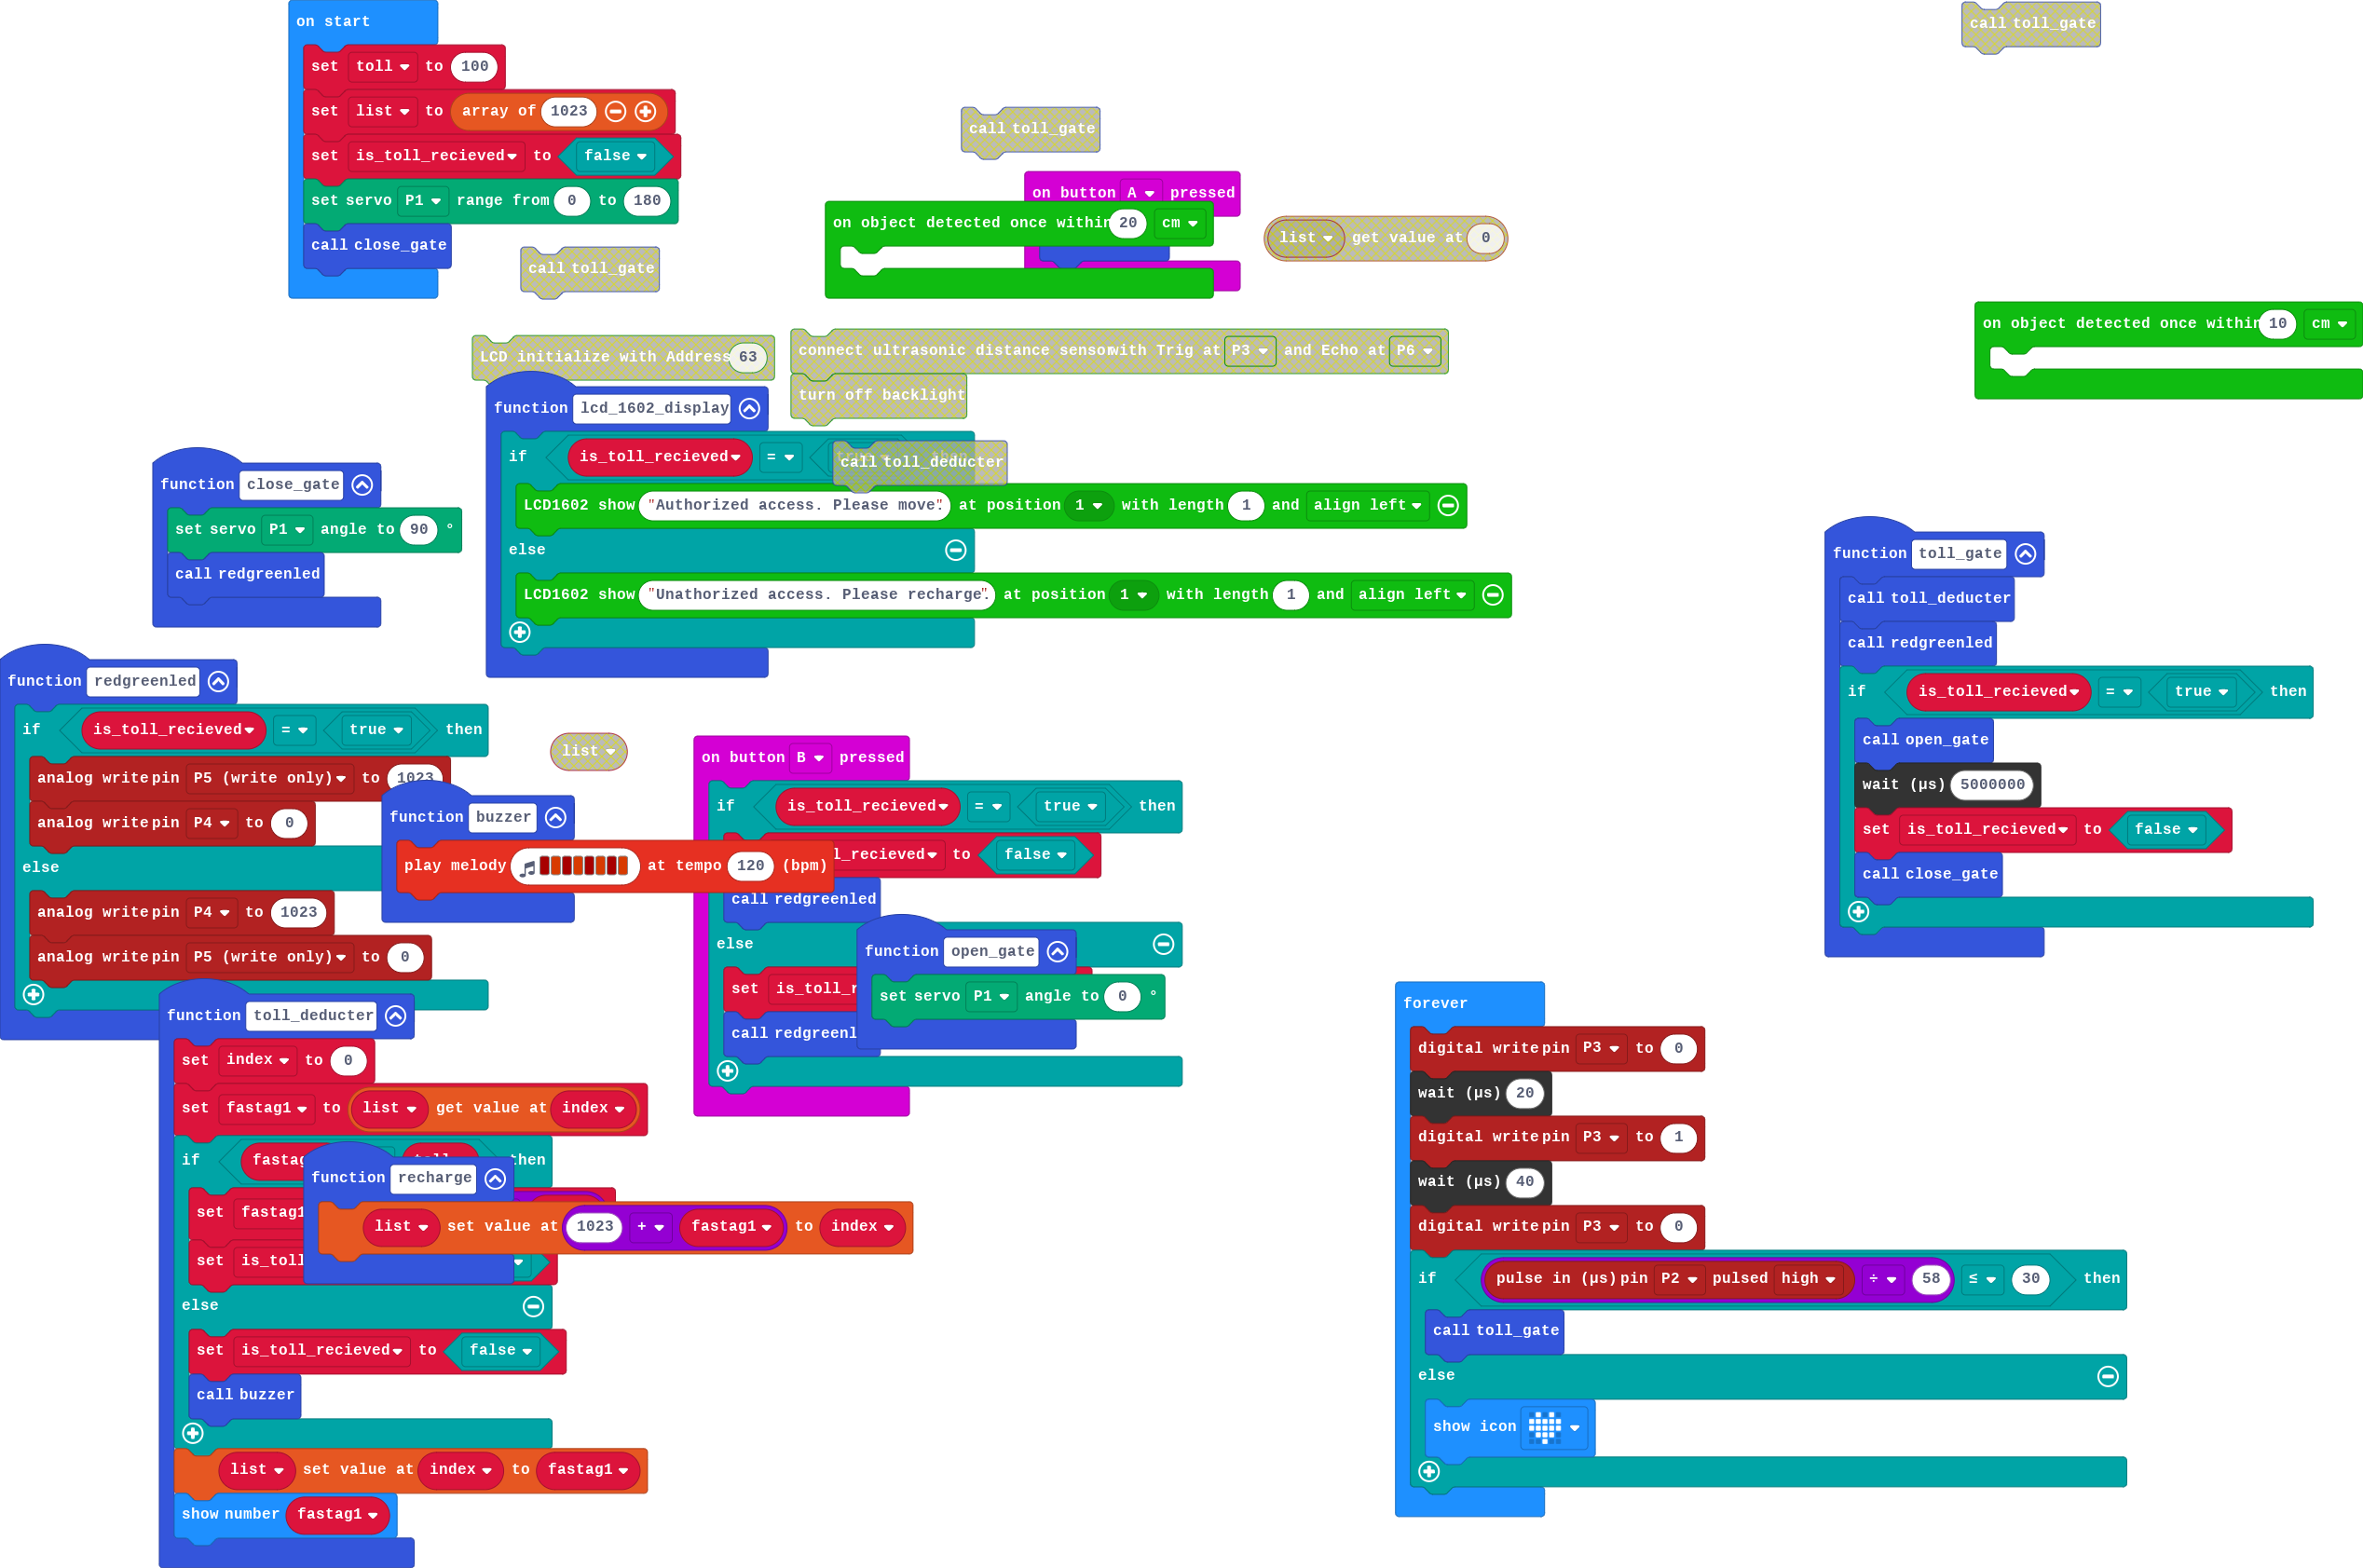 on start
set toll to 100
set list to array of 1023
set is_toll_recieved to false
set servo P1 range from 0 to 180
call close_gate
call toll_gate
call toll_gate
call toll_gate
on button A pressed
on object detected once within 20 cm
list get value at 0
on object detected once within 10 cm
LCD initialize with Address 63
connect ultrasonic distance sensor with Trig at P3 and Echo at P6
turn off backlight
function lcd_1602_display
if is_toll_recieved = then
call toll_deducter
LCD1602 show "Authorized access. Please move." at position 1 with length 1 and align left
else
LCD1602 show "Unathorized access. Please recharge." at position 1 with length 1 and align left
function close_gate
set servo P1 angle to 90 °
call redgreenled
function redgreenled
if is_toll_recieved = true then
analog write pin P5 (write only) to 1023
analog write pin P4 to 0
else
analog write pin P4 to 1023
analog write pin P5 (write only) to 0
list
function buzzer
play melody at tempo 120 (bpm)
on button B pressed
if is_toll_recieved = true then
to false
call redgreenled
else
set
call
function open_gate
set servo P1 angle to 0 °
function toll_gate
call toll_deducter
call redgreenled
if is_toll_recieved = true then
call open_gate
wait (µs) 5000000
set is_toll_recieved to false
call close_gate
function toll_deducter
set index to 0
set fastag1 to list get value at index
if then
set fastag1
set
else
set is_toll_recieved to false
call buzzer
list set value at index to fastag1
show number fastag1
function recharge
list set value at 1023 + fastag1 to index
forever
digital write pin P3 to 0
wait (µs) 20
digital write pin P3 to 1
wait (µs) 40
digital write pin P3 to 0
if pulse in (µs) pin P2 pulsed high ÷ 58 ≤ 30 then
call toll_gate
else
show icon